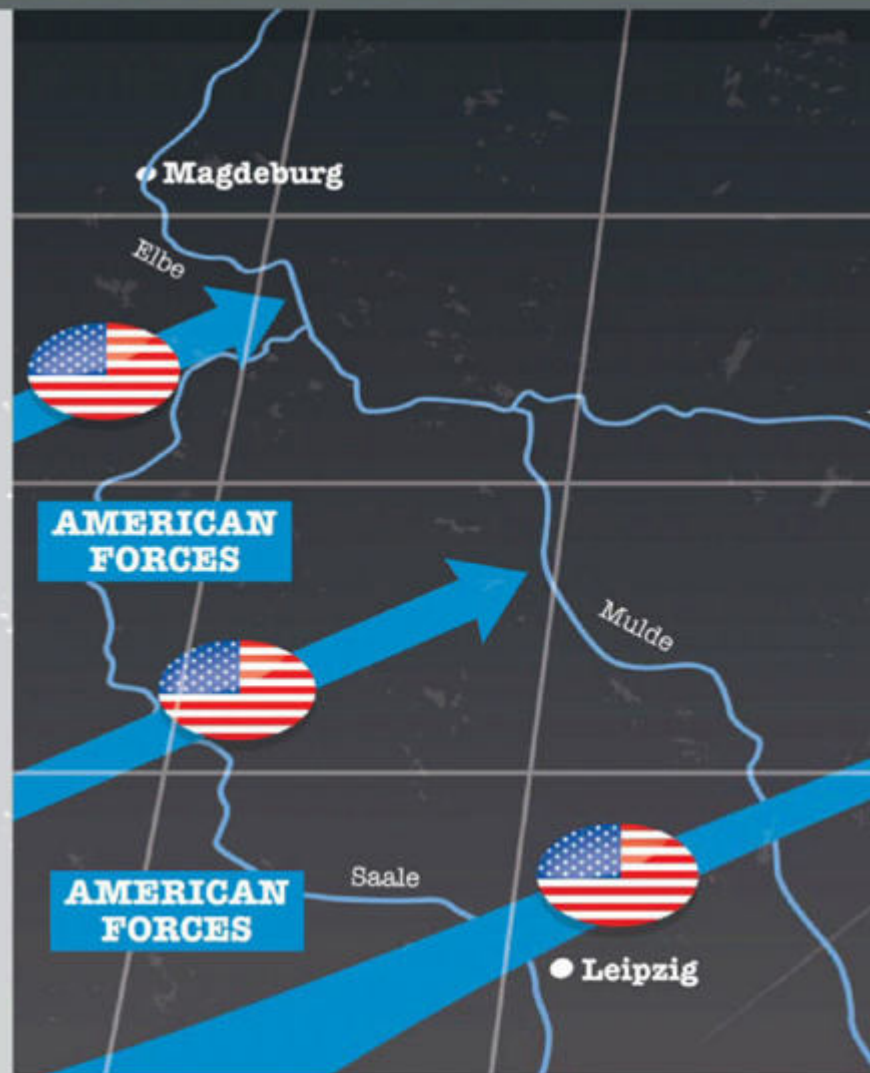 Magdeburg
Elbe
AMERICAN
FORCES
Mulde
Saale
AMERICAN
FORCES
Leipzig